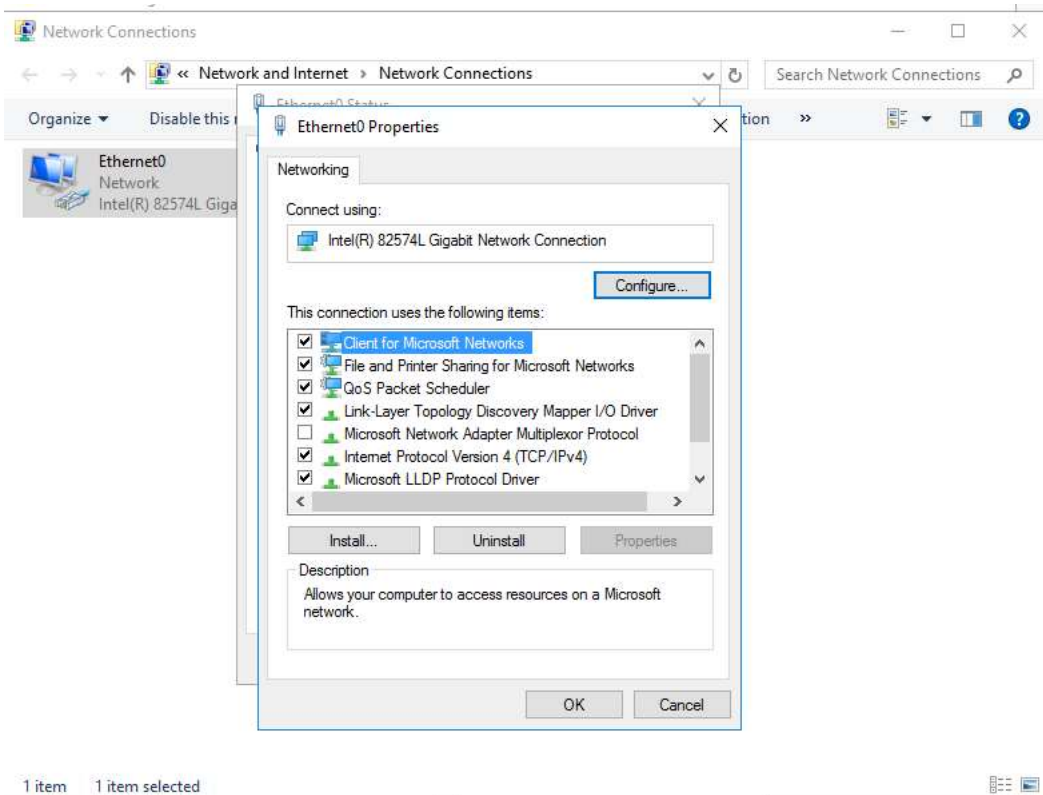 Network Connections
« Network and Internet › Network Connections
Search Network Connections
Organize
Disable this
tion »
Ethernet0 Status
Ethernet0
Network
Intel(R) 82574L Giga
Ethernet0 Properties
Networking
Connect using:
Intel(R) 82574L Gigabit Network Connection
Configure...
This connection uses the following items:
Client for Microsoft Networks
File and Printer Sharing for Microsoft Networks
QoS Packet Scheduler
Link-Layer Topology Discovery Mapper I/O Driver
Microsoft Network Adapter Multiplexor Protocol
Internet Protocol Version 4 (TCP/IPv4)
Microsoft LLDP Protocol Driver
Install...
Uninstall
Properties
Description
Allows your computer to access resources on a Microsoft
network.
OK
Cancel
1 item 1 item selected